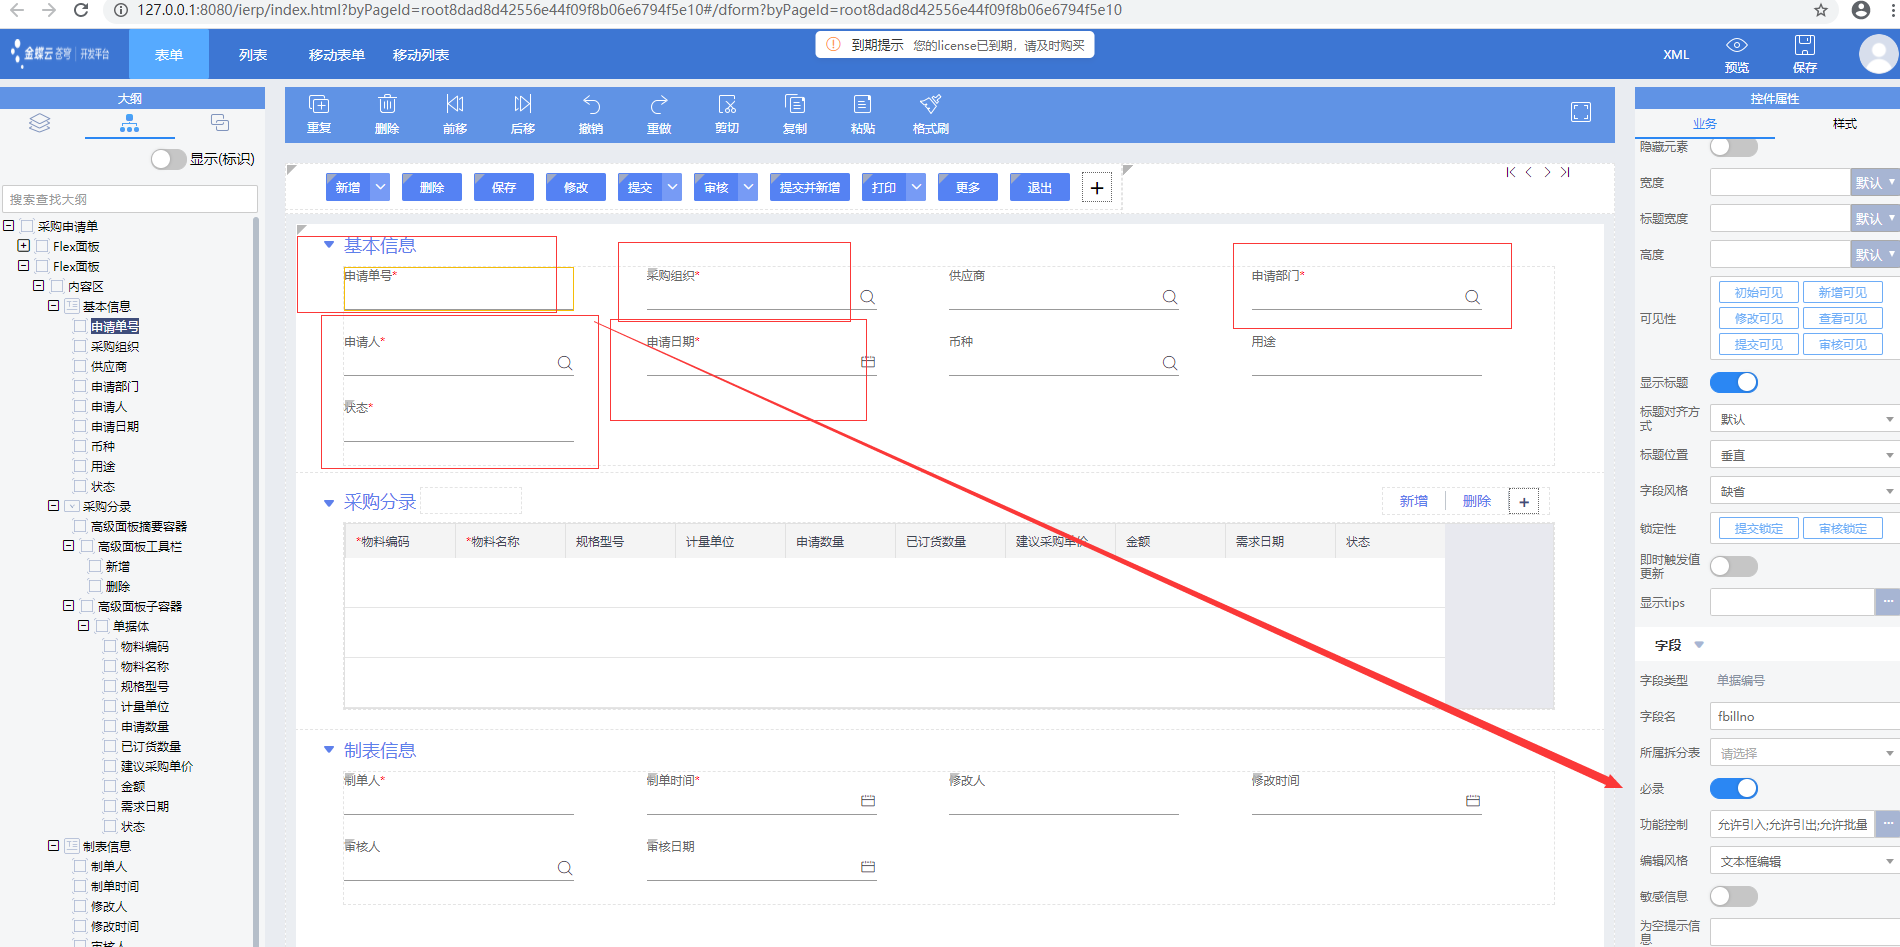 127.0.0.1:8080/ierp/index.html?byPageId=root8dad8d42556e44f09f8b06e6794f5e10#/dform?byPageId=root8dad8d42556e44f09f8b06e6794f5e10
金蝶云 苍穹 | 开发平台
表单 列表 移动表单 移动列表
到期提示 您的license已到期，请及时购买
XML 预览 保存
大纲
显示(标识)
搜索查找大纲
采购申请单
Flex面板
Flex面板
内容区
基本信息
申请单号
采购组织
供应商
申请部门
申请人
申请日期
币种
用途
状态
采购分录
高级面板摘要容器
高级面板工具栏
新增
删除
高级面板子容器
单据体
物料编码
物料名称
规格型号
计量单位
申请数量
已订货数量
建议采购单价
金额
需求日期
状态
制表信息
制单人
制单时间
修改人
修改时间
审核人
重复 删除 前移 后移 撤销 重做 剪切 复制 粘贴 格式刷
新增 删除 保存 修改 提交 审核 提交并新增 打印 更多 退出 +
基本信息
申请单号* 采购组织* 供应商 申请部门*
申请人* 申请日期* 币种 用途
状态*
采购分录 新增 删除 +
*物料编码 *物料名称 规格型号 计量单位 申请数量 已订货数量 建议采购单价 金额 需求日期 状态
制表信息
制单人* 制单时间* 修改人 修改时间
审核人 审核日期
控件属性
业务 样式
隐藏元素
宽度 默认
标题宽度 默认
高度 默认
可见性
初始可见 新增可见
修改可见 查看可见
提交可见 审核可见
显示标题
标题对齐方式 默认
标题位置 垂直
字段风格 缺省
锁定性 提交锁定 审核锁定
即时触发值更新
显示tips ...
字段
字段类型 单据编号
字段名 fbillno
所属拆分表 请选择
必录
功能控制 允许引入;允许引出;允许批量 ...
编辑风格 文本框编辑
敏感信息
为空提示信息